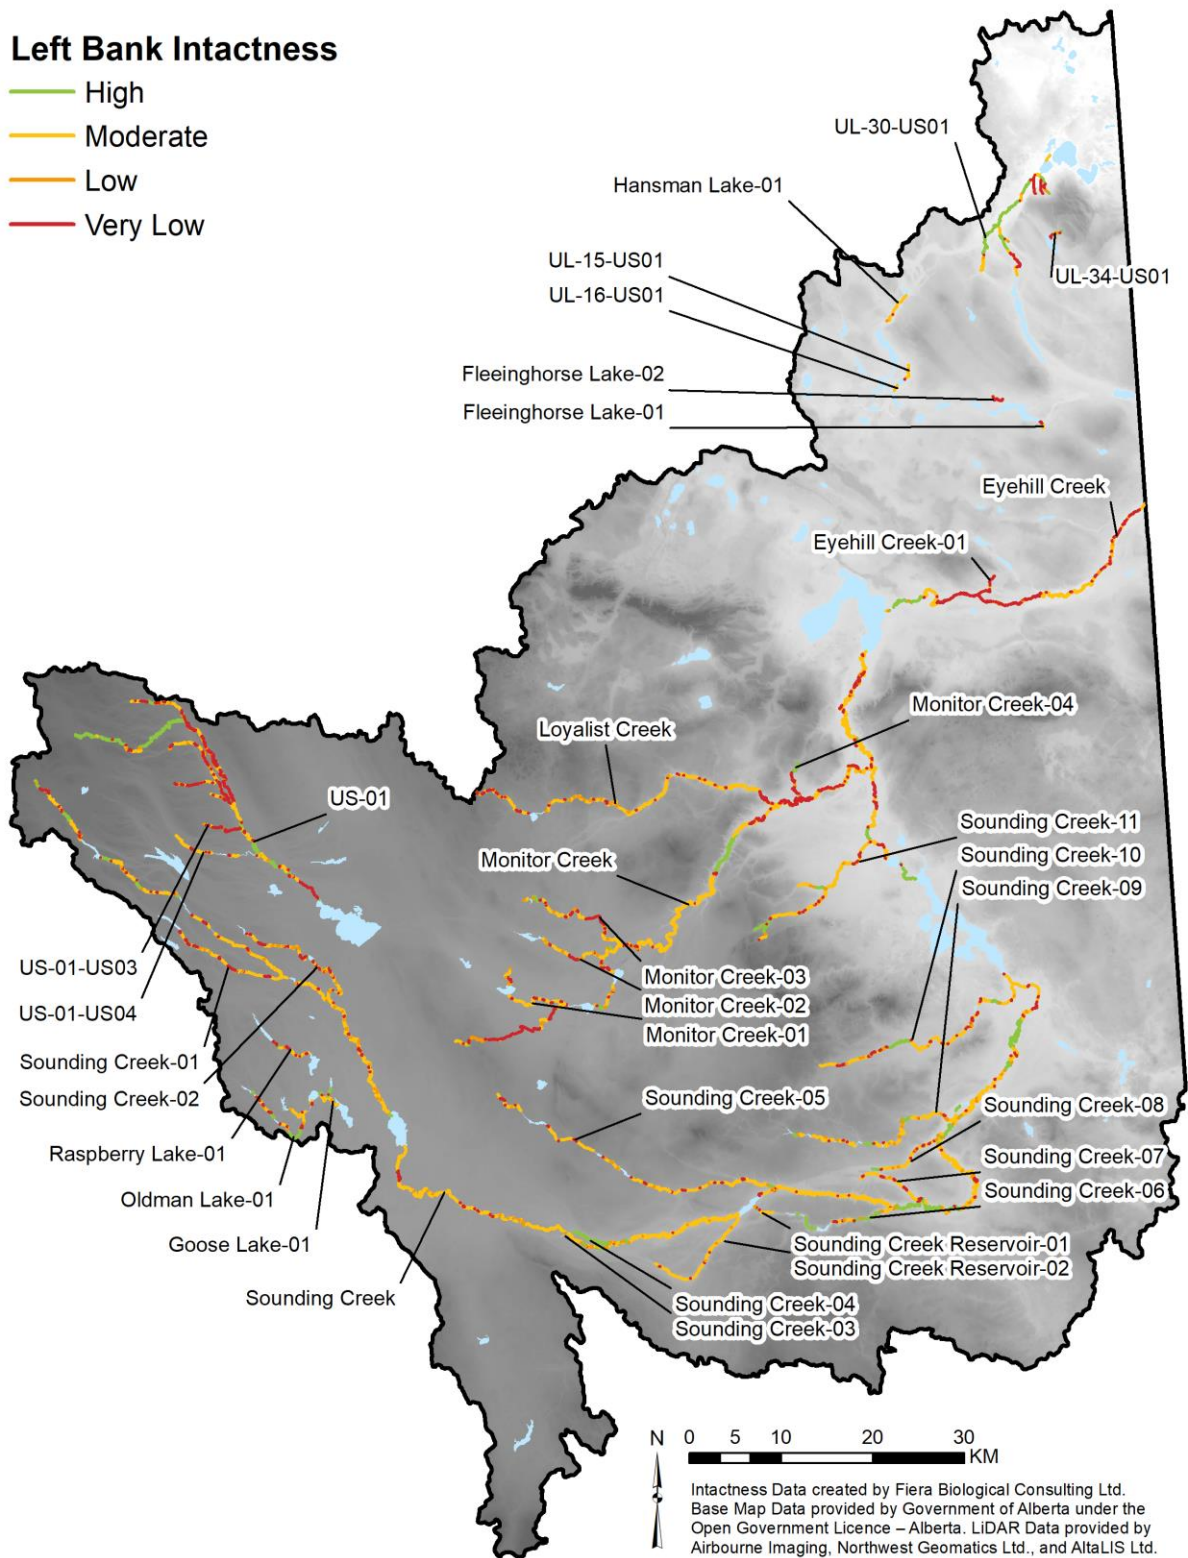 Left Bank Intactness
High
Moderate
Low
Very Low
UL-30-US01
Hansman Lake-01
UL-15-US01
UL-34-US01
UL-16-US01
Fleeinghorse Lake-02
Fleeinghorse Lake-01
Eyehill Creek
Eyehill Creek-01
Monitor Creek-04
Loyalist Creek
US-01
Sounding Creek-11
Monitor Creek
Sounding Creek-10
Sounding Creek-09
US-01-US03
Monitor Creek-03
US-01-US04
Monitor Creek-02
Monitor Creek-01
Sounding Creek-01
Sounding Creek-02
Sounding Creek-05
Sounding Creek-08
Raspberry Lake-01
Sounding Creek-07
Oldman Lake-01
Sounding Creek-06
Goose Lake-01
Sounding Creek Reservoir-01
Sounding Creek Reservoir-02
Sounding Creek
Sounding Creek-04
Sounding Creek-03
N 0 5 10 20 30
KM
Intactness Data created by Fiera Biological Consulting Ltd.
Base Map Data provided by Government of Alberta under the
Open Government Licence – Alberta. LiDAR Data provided by
Airbourne Imaging, Northwest Geomatics Ltd., and AltaLIS Ltd.